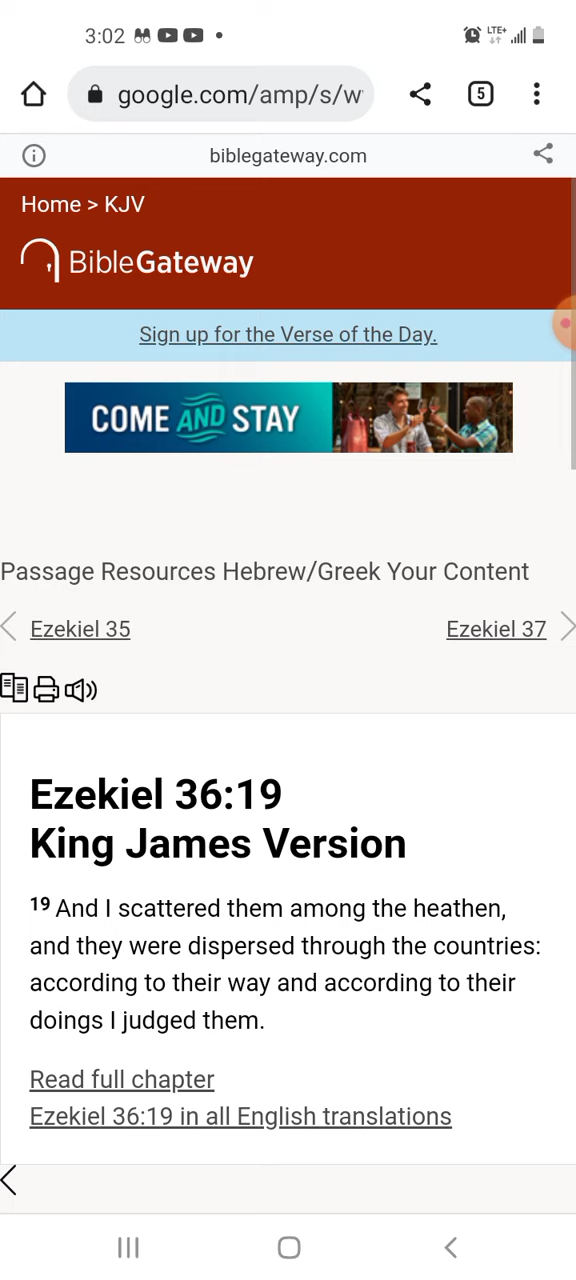 3:02
LTE+
google.com/amp/s/w
5
biblegateway.com
Home > KJV
BibleGateway
Sign up for the Verse of the Day.
COME AND STAY
Passage Resources Hebrew/Greek Your Content
Ezekiel 35
Ezekiel 37
Ezekiel 36:19
King James Version
19 And I scattered them among the heathen,
and they were dispersed through the countries:
according to their way and according to their
doings I judged them.
Read full chapter
Ezekiel 36:19 in all English translations